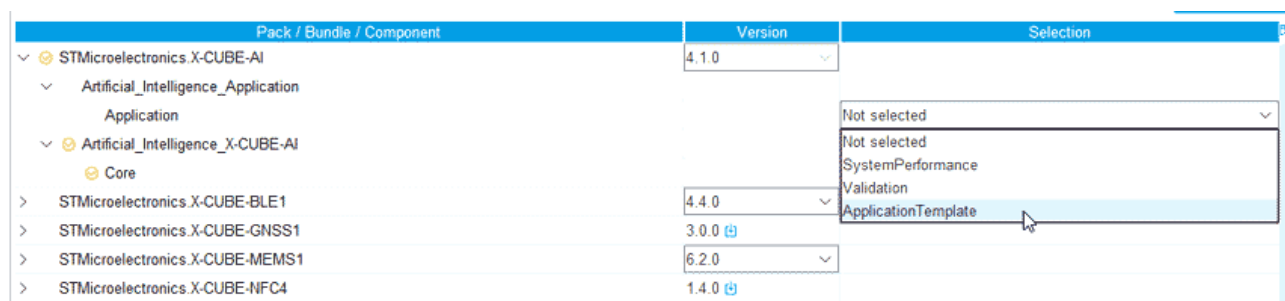 Pack / Bundle / Component Version Selection
STMicroelectronics.X-CUBE-AI 4.1.0
Artificial_Intelligence_Application
Application Not selected
Artificial_Intelligence_X-CUBE-AI Not selected
SystemPerformance
Core
Validation
STMicroelectronics.X-CUBE-BLE1 4.4.0
ApplicationTemplate
STMicroelectronics.X-CUBE-GNSS1 3.0.0
STMicroelectronics.X-CUBE-MEMS1 6.2.0
STMicroelectronics.X-CUBE-NFC4 1.4.0